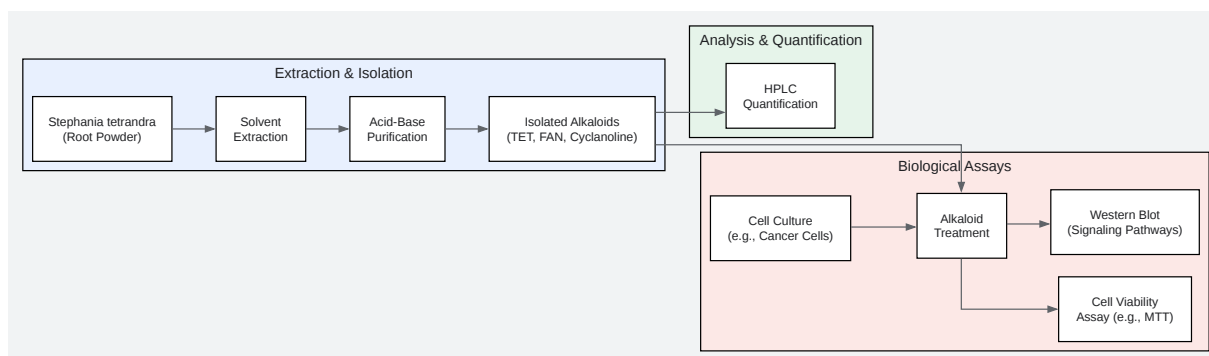 Extraction & Isolation
Stephania tetrandra
(Root Powder)
Solvent
Extraction
Acid-Base
Purification
Isolated Alkaloids
(TET, FAN, Cyclanoline)
Analysis & Quantification
HPLC
Quantification
Biological Assays
Cell Culture
(e.g., Cancer Cells)
Alkaloid
Treatment
Western Blot
(Signaling Pathways)
Cell Viability
Assay (e.g., MTT)